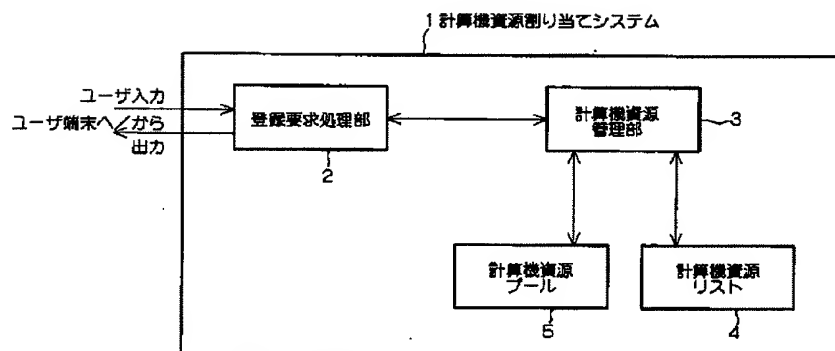 1 計算機資源割り当てシステム
ユーザ入力
ユーザ端末へ／から
出力
登録要求処理部
2
計算機資源
管理部
3
計算機資源
プール
5
計算機資源
リスト
4